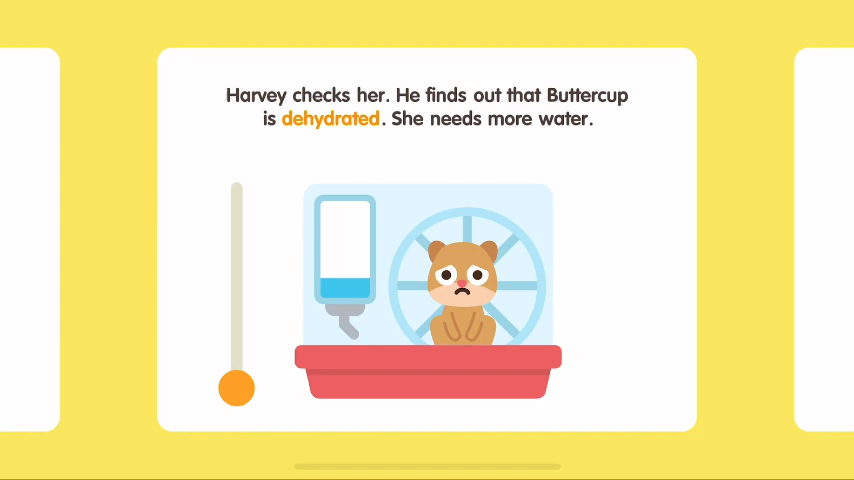 Harvey checks her. He finds out that Buttercup
is dehydrated. She needs more water.